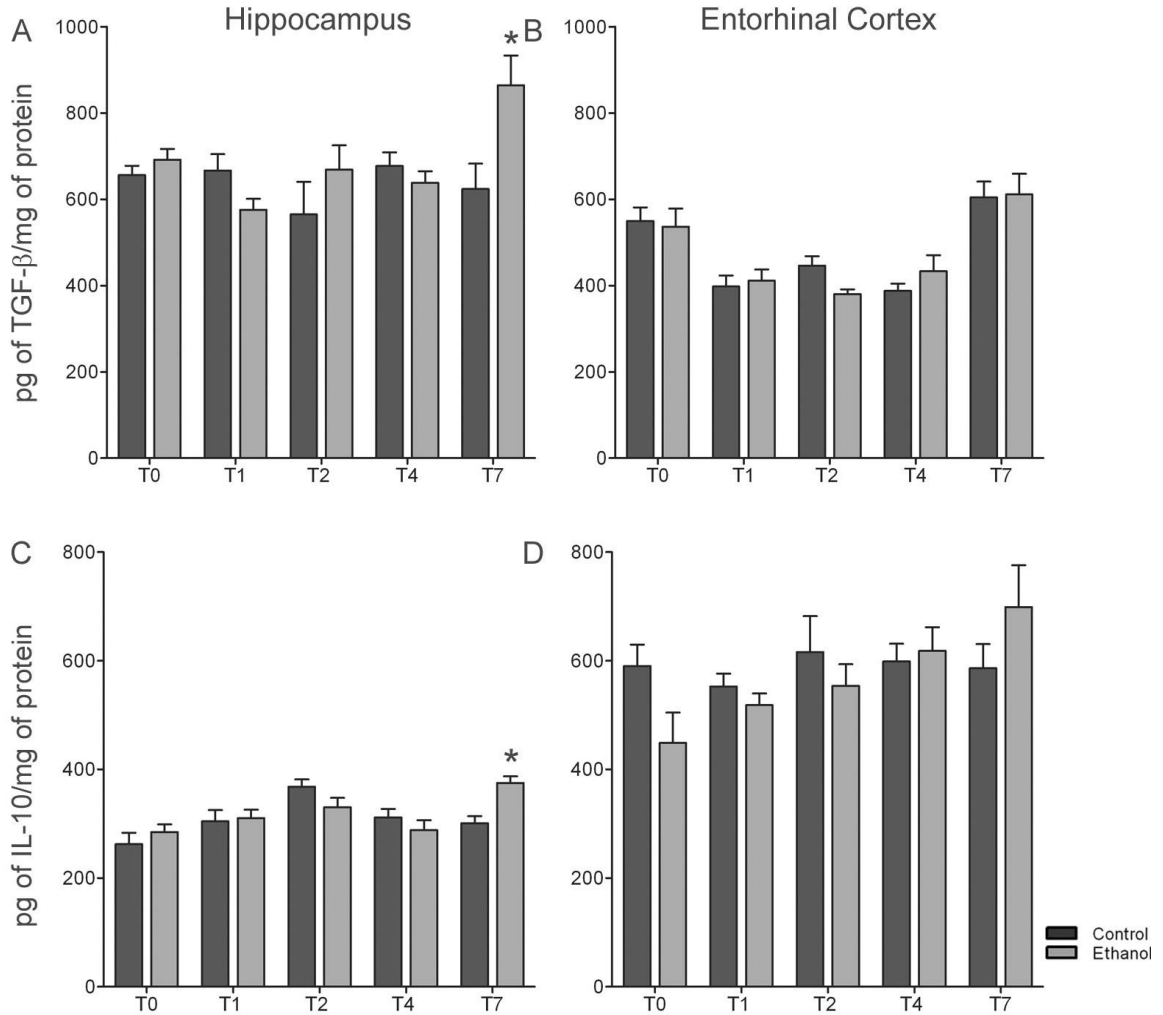 A
Hippocampus
B
Entorhinal Cortex
pg of TGF-β/mg of protein
1000
800
600
400
200
0
*
T0 T1 T2 T4 T7
1000
800
600
400
200
0
T0 T1 T2 T4 T7
C
D
pg of IL-10/mg of protein
800
600
400
200
0
*
T0 T1 T2 T4 T7
800
600
400
200
0
T0 T1 T2 T4 T7
Control
Ethanol